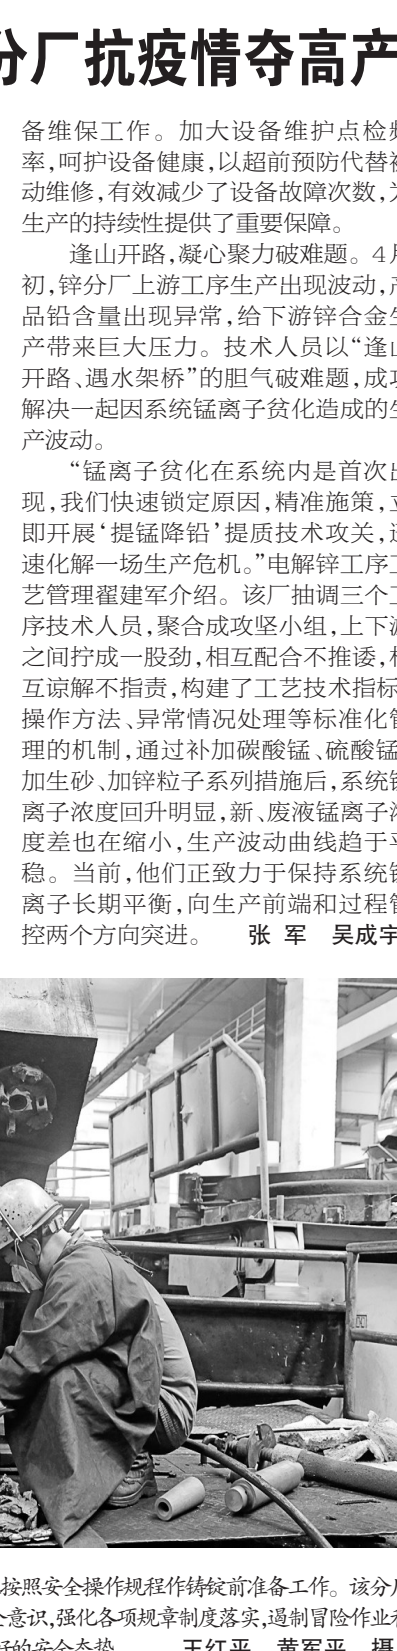 分厂抗疫情夺高产
备维保工作。加大设备维护点检频
率,呵护设备健康,以超前预防代替被
动维修,有效减少了设备故障次数,为
生产的持续性提供了重要保障。
逢山开路,凝心聚力破难题。4月
初,锌分厂上游工序生产出现波动,产
品铅含量出现异常,给下游锌合金生
产带来巨大压力。技术人员以“逢山
开路、遇水架桥”的胆气破难题,成功
解决一起因系统锰离子贫化造成的生
产波动。
“锰离子贫化在系统内是首次出
现,我们快速锁定原因,精准施策,立
即开展‘提锰降铅’提质技术攻关,迅
速化解一场生产危机。”电解锌工序工
艺管理翟建军介绍。该厂抽调三个工
序技术人员,聚合成攻坚小组,上下游
之间拧成一股劲,相互配合不推诿,相
互谅解不指责,构建了工艺技术指标、
操作方法、异常情况处理等标准化管
理的机制,通过补加碳酸锰、硫酸锰,
加生砂、加锌粒子系列措施后,系统锰
离子浓度回升明显,新、废液锰离子浓
度差也在缩小,生产波动曲线趋于平
稳。当前,他们正致力于保持系统锰
离子长期平衡,向生产前端和过程管
控两个方向突进。 张 军 吴成宇
按照安全操作规程作铸锭前准备工作。该分厂
意识,强化各项规章制度落实,遏制冒险作业和
的安全态势 王红平 黄军平 摄